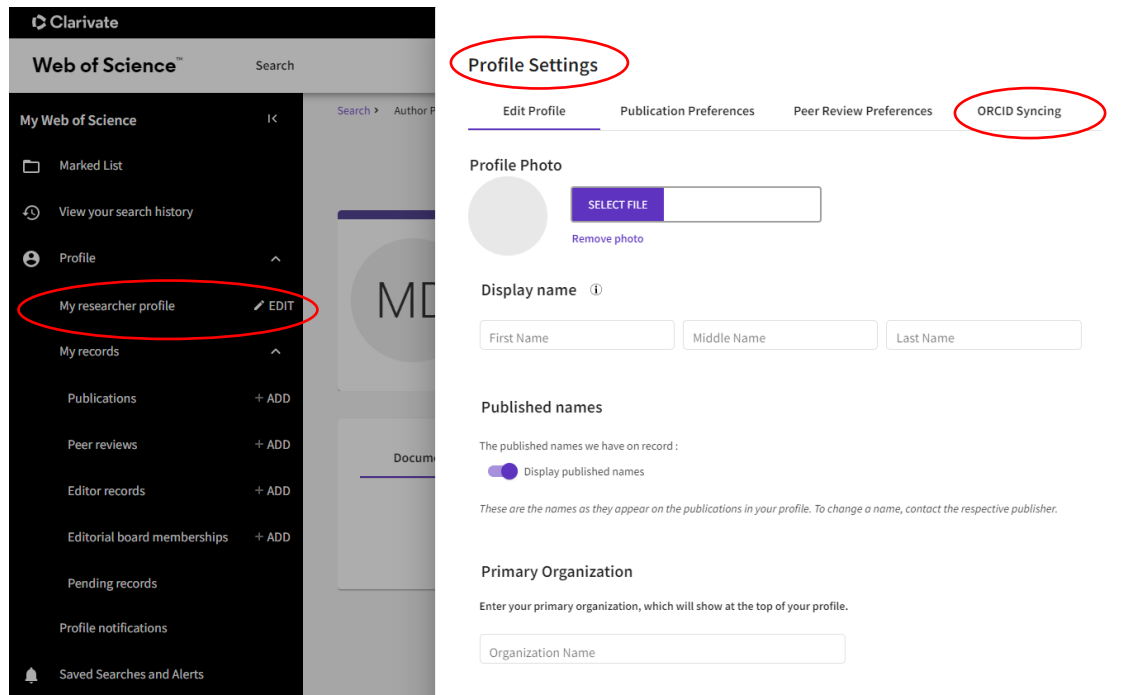 Clarivate
Web of Science™
Search
My Web of Science
Marked List
View your search history
Profile
My researcher profile
EDIT
My records
Publications
+ ADD
Peer reviews
+ ADD
Editor records
+ ADD
Editorial board memberships
+ ADD
Pending records
Profile notifications
Saved Searches and Alerts
Search > Author P
MD
Docume
Profile Settings
Edit Profile
Publication Preferences
Peer Review Preferences
ORCID Syncing
Profile Photo
SELECT FILE
Remove photo
Display name
First Name
Middle Name
Last Name
Published names
The published names we have on record :
Display published names
These are the names as they appear on the publications in your profile. To change a name, contact the respective publisher.
Primary Organization
Enter your primary organization, which will show at the top of your profile.
Organization Name